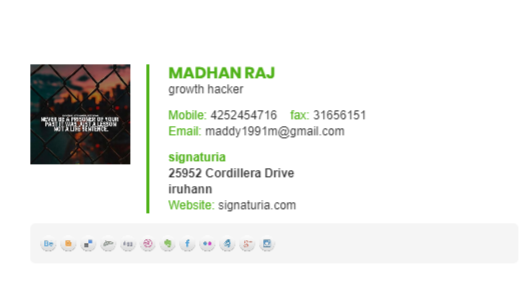 NEVER BE A PRISONER OF YOUR
PAST IT WAS JUST A LESSON
NOT A LIFE SENTENCE.
MADHAN RAJ
growth hacker
Mobile: 4252454716 fax: 31656151
Email: maddy1991m@gmail.com
signaturia
25952 Cordillera Drive
iruhann
Website: signaturia.com